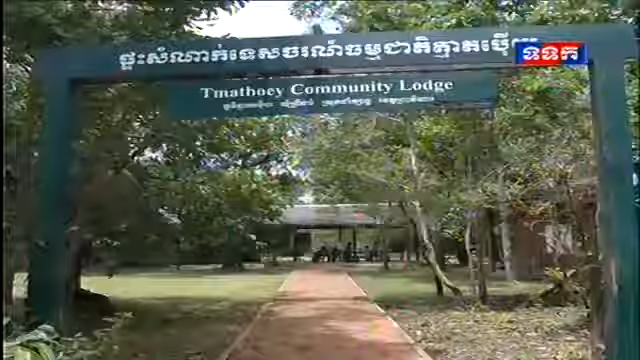 ផ្ទះសំណាក់ទេសចរណ៍ធម្មជាតិត្មាតប៉ើយ
ទទក
TMATBOEY COMMUNITY LODGE